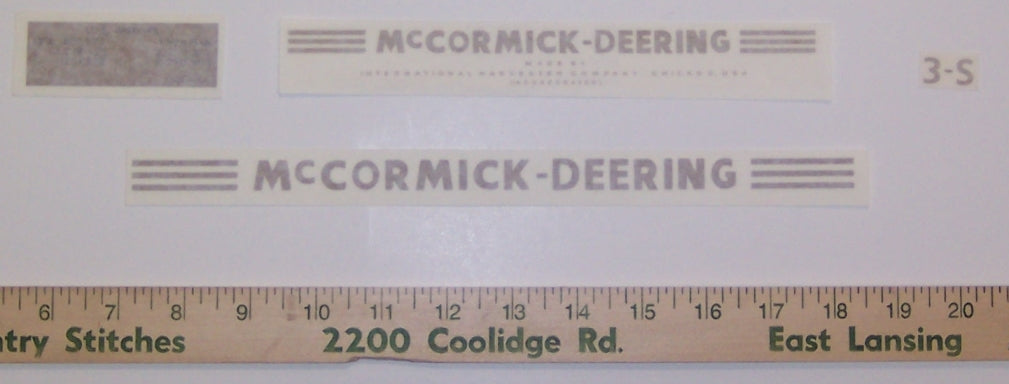 McCORMICK-DEERING
MADE BY
INTERNATIONAL HARVESTER COMPANY CHICAGO, USA
(INCORPORATED)
3-S
McCORMICK-DEERING
6 7 8 9 10 11 12 13 14 15 16 17 18 19 20
ntry Stitches 2200 Coolidge Rd. East Lansing